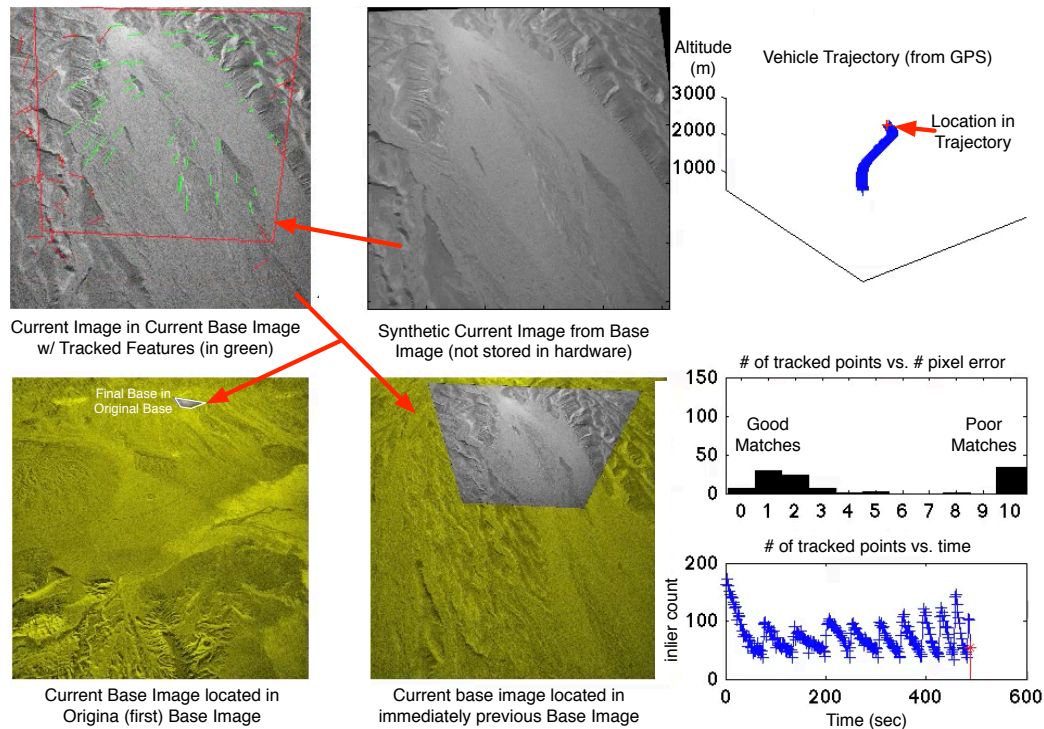 Altitude
(m)
Vehicle Trajectory (from GPS)
3000
2000
1000
Location in
Trajectory
Current Image in Current Base Image
w/ Tracked Features (in green)
Synthetic Current Image from Base
Image (not stored in hardware)
Final Base in
Original Base
Current Base Image located in
Origina (first) Base Image
Current base image located in
immediately previous Base Image
# of tracked points vs. # pixel error
150
100
50
0
Good
Matches
Poor
Matches
0 1 2 3 4 5 6 7 8 9 10
# of tracked points vs. time
inlier count
200
100
0
0 200 400 600
Time (sec)